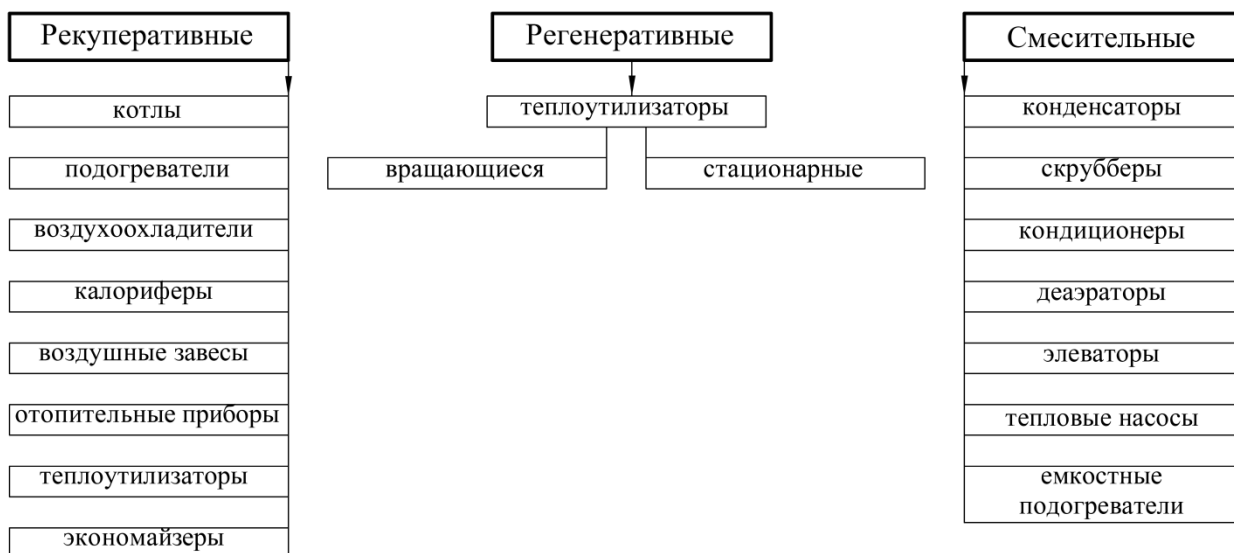 Рекуперативные
котлы
подогреватели
воздухоохладители
калориферы
воздушные завесы
отопительные приборы
теплоутилизаторы
экономайзеры
Регенеративные
теплоутилизаторы
вращающиеся
стационарные
Смесительные
конденсаторы
скрубберы
кондиционеры
деаэраторы
элеваторы
тепловые насосы
емкостные
подогреватели